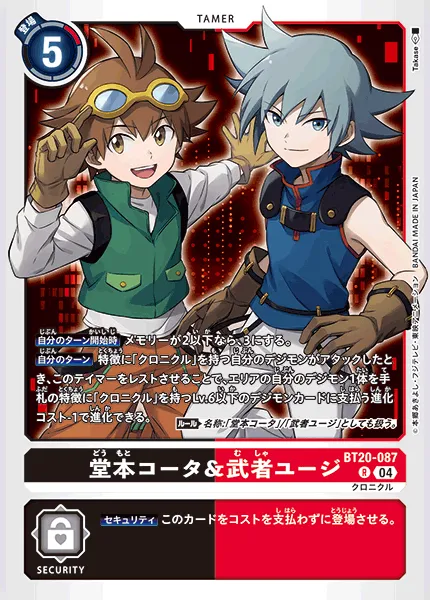 TAMER
登場
5
Takase
BANDAI MADE IN JAPAN
©本郷あきよし・フジテレビ・東映アニメーション
自分のターン開始時 メモリーが2以下なら、3にする。
自分のターン 特徴に「クロニクル」を持つ自分のデジモンがアタックしたと
き、このテイマーをレストさせることで、エリアの自分のデジモン1体を手
札の特徴に「クロニクル」を持つLv.6以下のデジモンカードに支払う進化
コスト-1で進化できる。
ルール 名称:「堂本コータ」/「武者ユージ」としても扱う。
堂本コータ&武者ユージ
BT20-087
R 04
クロニクル
SECURITY
セキュリティ このカードをコストを支払わずに登場させる。